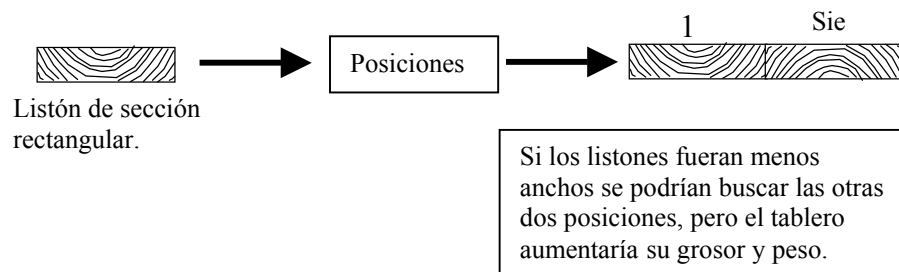 1 Sie
Posiciones
Listón de sección
rectangular.
Si los listones fueran menos
anchos se podrían buscar las otras
dos posiciones, pero el tablero
aumentaría su grosor y peso.